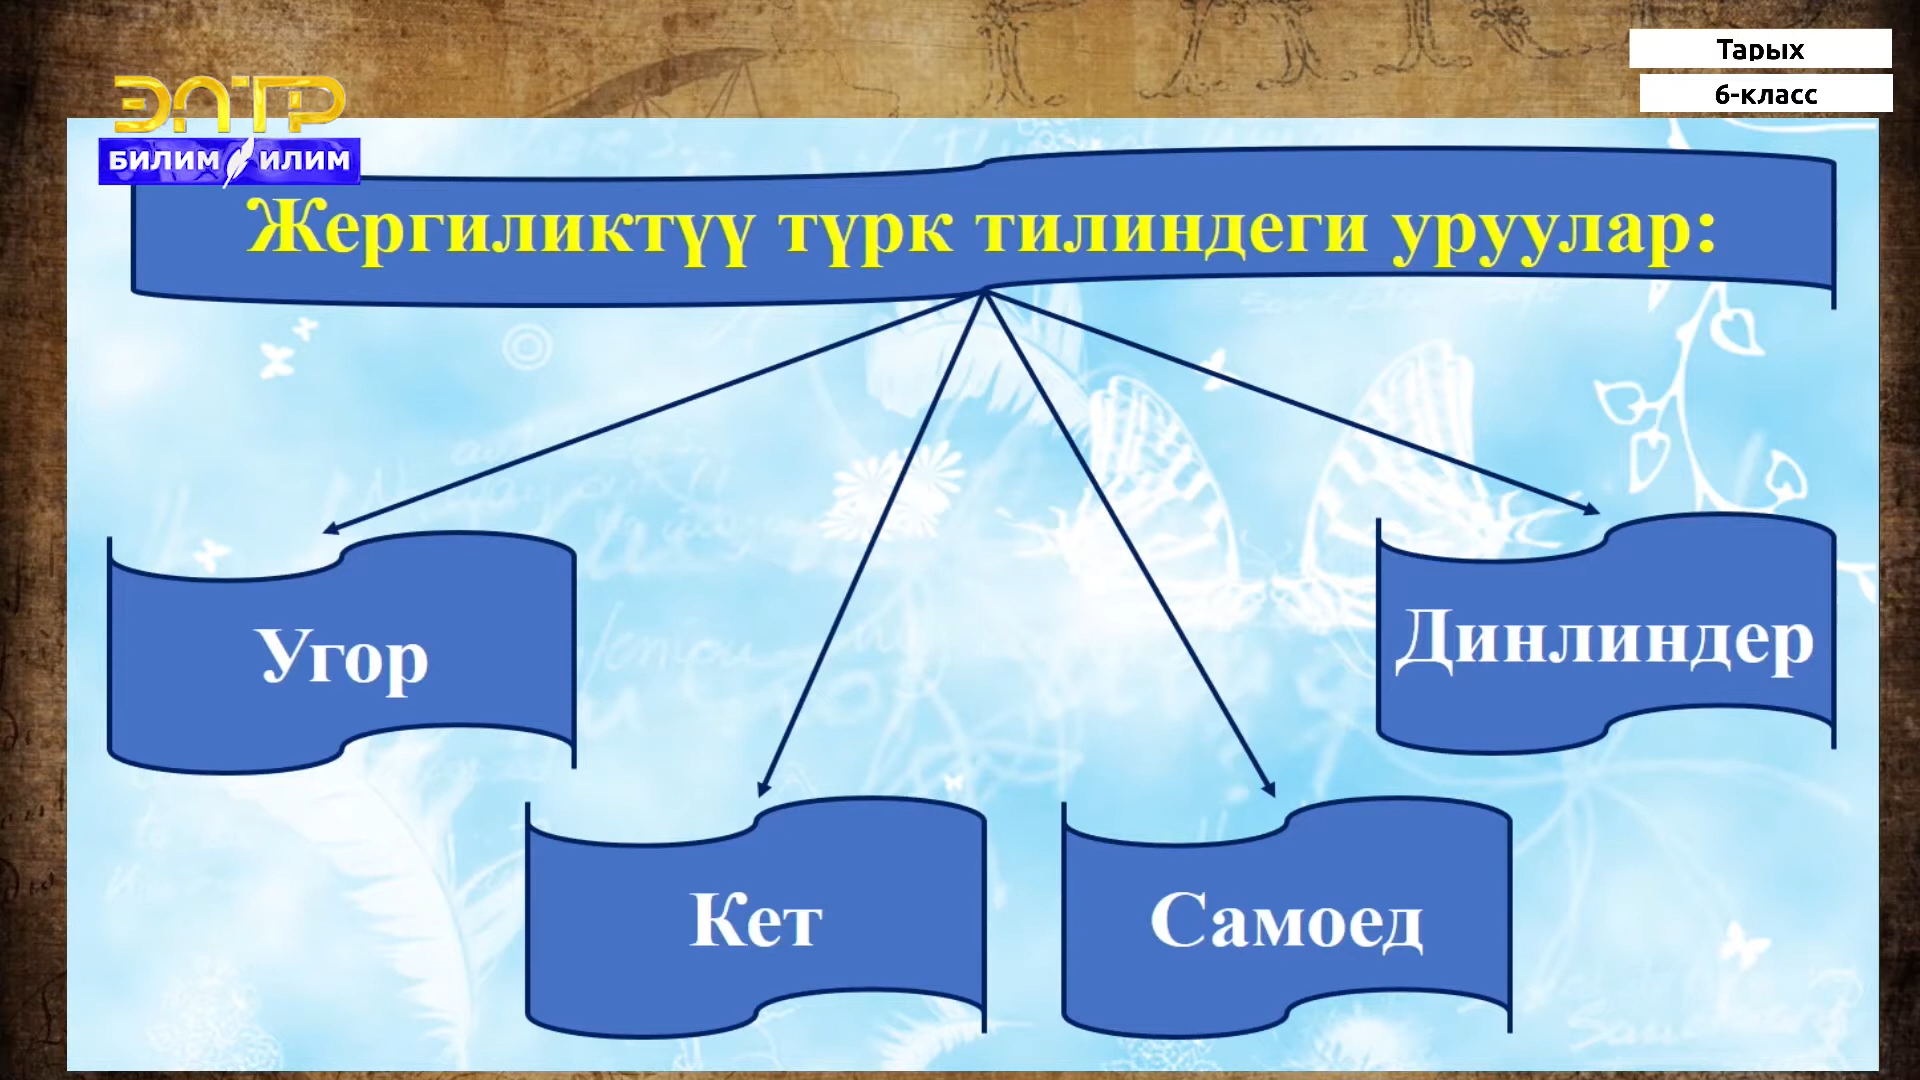 Тарых
6-класс
ЭЛТР
БИЛИМ ИЛИМ
Жергиликтүү түрк тилиндеги уруулар:
Угор
Динлиндер
Кет
Самоед